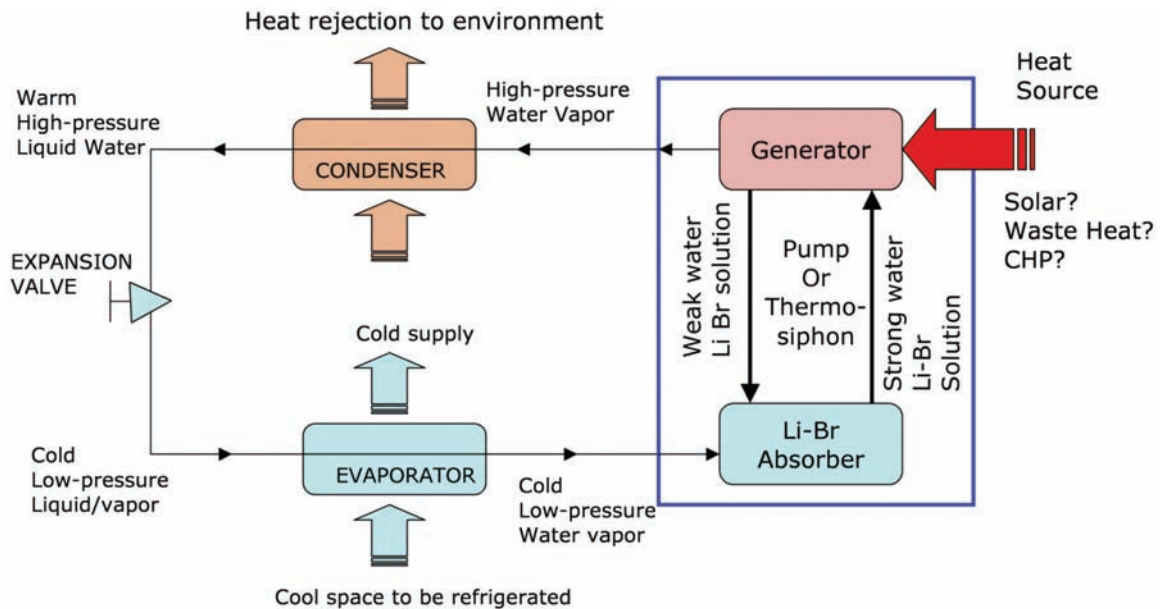 Heat rejection to environment
Warm
High-pressure
Liquid Water
High-pressure
Water Vapor
Heat
Source
CONDENSER
Generator
Solar?
Waste Heat?
CHP?
EXPANSION
VALVE
Weak water
Li Br solution
Pump
Or
Thermo-
siphon
Strong water
Li-Br
Solution
Cold supply
Cold
Low-pressure
Liquid/vapor
EVAPORATOR
Cold
Low-pressure
Water vapor
Li-Br
Absorber
Cool space to be refrigerated